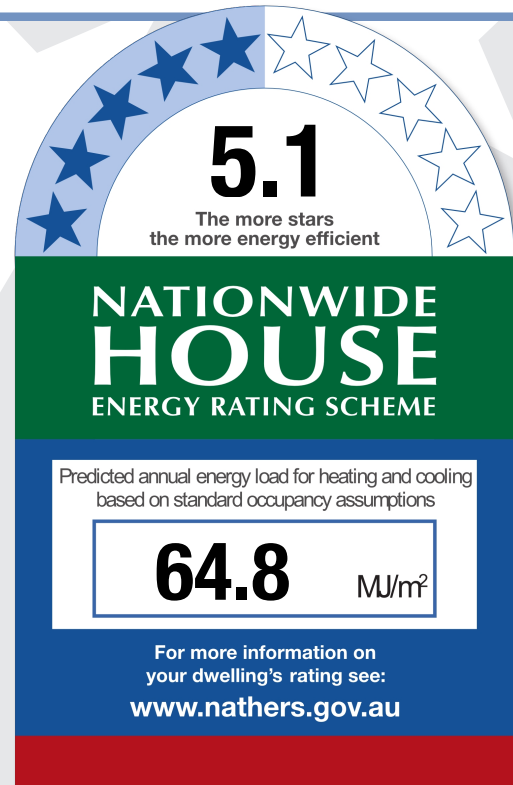 5.1
The more stars
the more energy efficient
NATIONWIDE
HOUSE
ENERGY RATING SCHEME
Predicted annual energy load for heating and cooling
based on standard occupancy assumptions
64.8 MJ/m²
For more information on
your dwelling's rating see:
www.nathers.gov.au